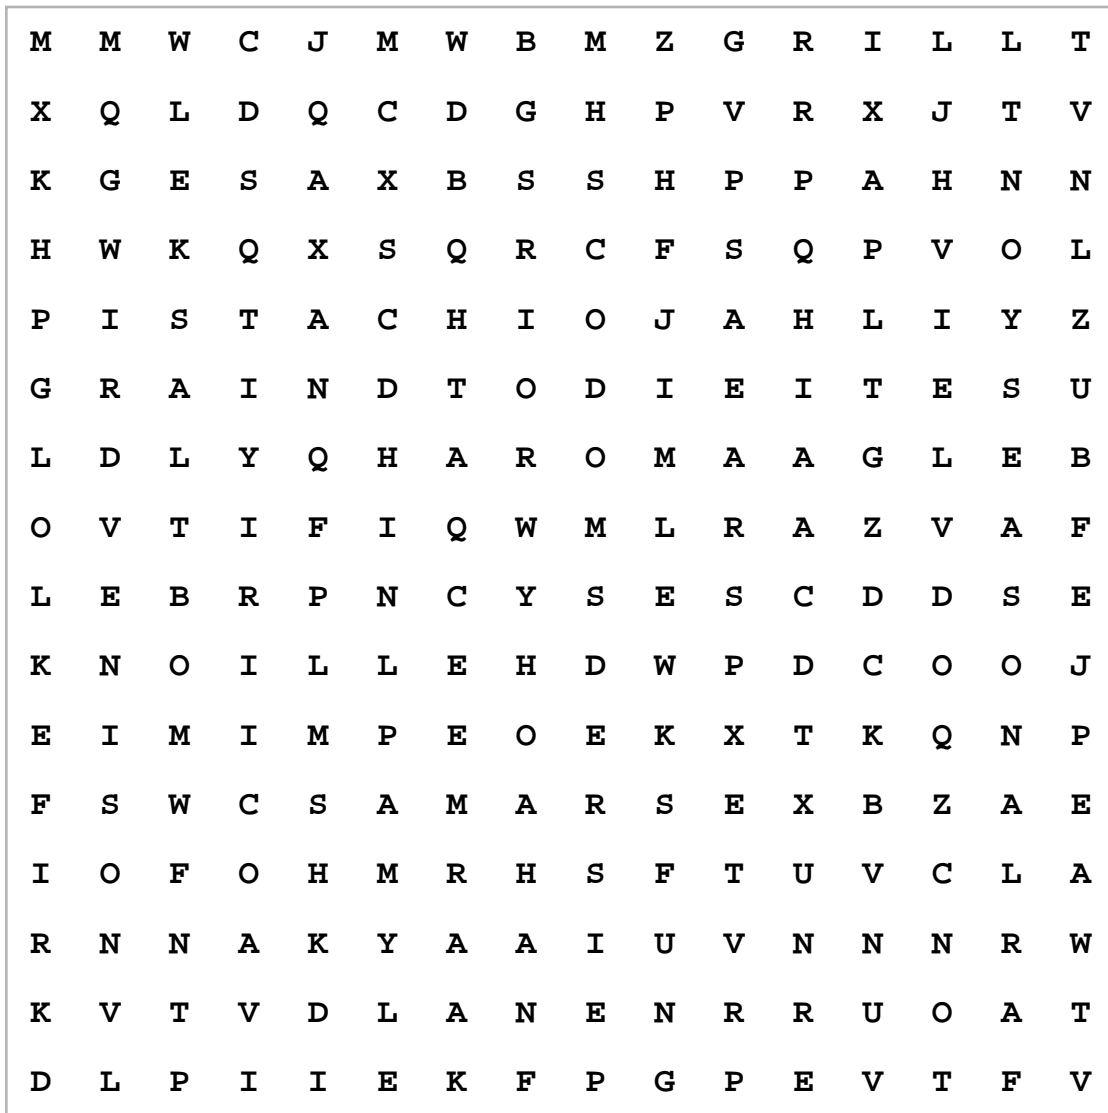 M M W C J M W B M Z G R I L L T
X Q L D Q C D G H P V R X J T V
K G E S A X B S S H P P A H N N
H W K Q X S Q R C F S Q P V O L
P I S T A C H I O J A H L I Y Z
G R A I N D T O D I E I T E S U
L D L Y Q H A R O M A A G L E B
O V T I F I Q W M L R A Z V A F
L E B R P N C Y S E S C D D S E
K N O I L L E H D W P D C O O J
E I M I M P E O E K X T K Q N P
F S W C S A M A R S E X B Z A E
I O F O H M R H S F T U V C L A
R N N A K Y A A I U V N N N R W
K V T V D L A N E N R R U O A T
D L P I I E K F P G P E V T F V